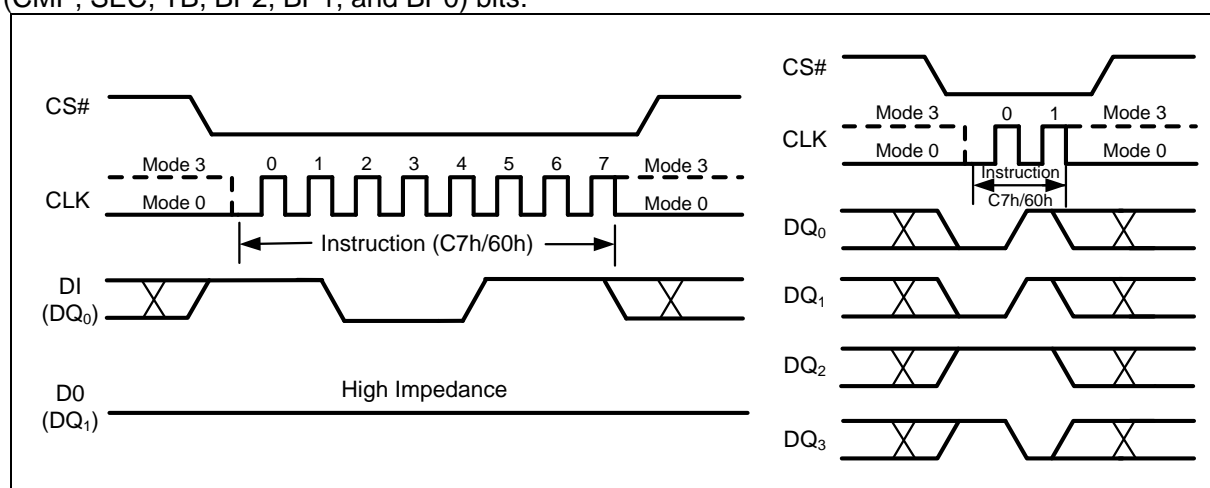 (CMP, SEC, TB, BP2, BP1, and BP0) bits.
CS#
Mode 3
0 1 2 3 4 5 6 7
Mode 3
CLK
Mode 0
Mode 0
Instruction (C7h/60h)
DI
(DQ0)
High Impedance
D0
(DQ1)
CS#
Mode 3
0 1
Mode 3
CLK
Mode 0
Mode 0
Instruction
C7h/60h
DQ0
DQ1
DQ2
DQ3